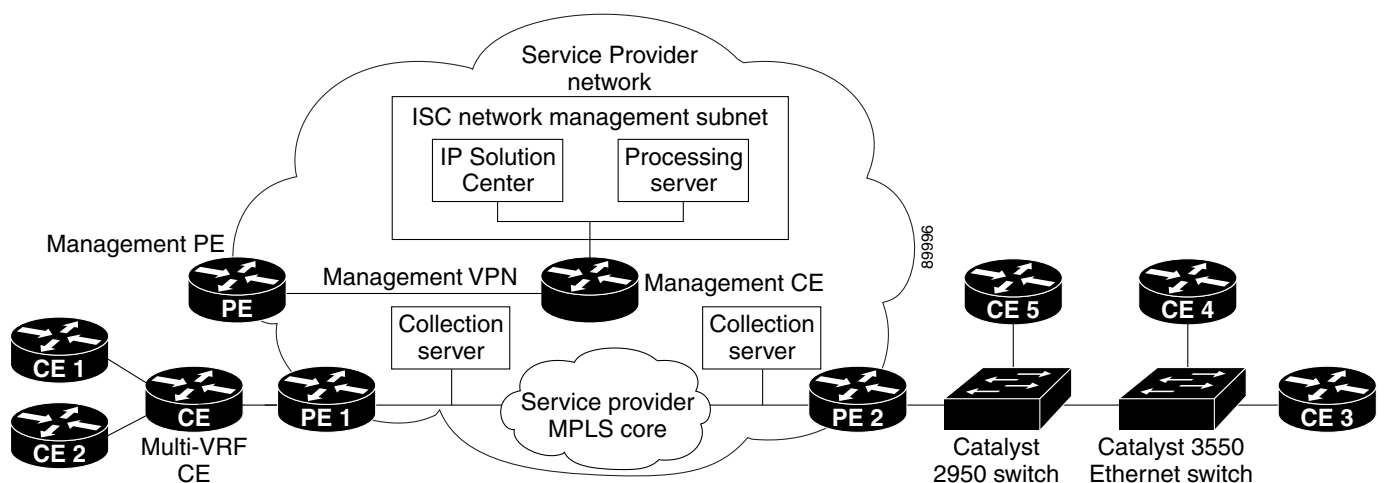 Service Provider
network
ISC network management subnet
IP Solution
Center
Processing
server
89996
Management PE
Management VPN
Management CE
PE
CE 5
CE 4
Collection
server
Collection
server
CE 1
CE 2
CE
Multi-VRF
CE
PE 1
Service provider
MPLS core
PE 2
CE 3
Catalyst
2950 switch
Catalyst 3550
Ethernet switch